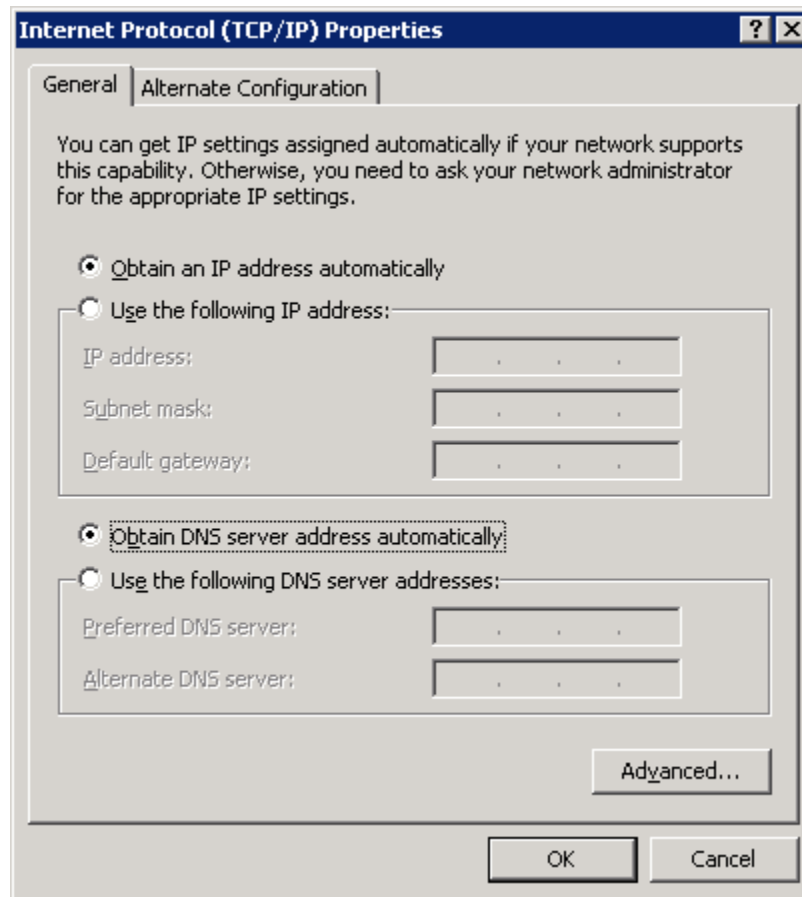 Internet Protocol (TCP/IP) Properties
General
Alternate Configuration
You can get IP settings assigned automatically if your network supports
this capability. Otherwise, you need to ask your network administrator
for the appropriate IP settings.
Obtain an IP address automatically
Use the following IP address:
IP address:
Subnet mask:
Default gateway:
Obtain DNS server address automatically
Use the following DNS server addresses:
Preferred DNS server:
Alternate DNS server:
Advanced...
OK
Cancel